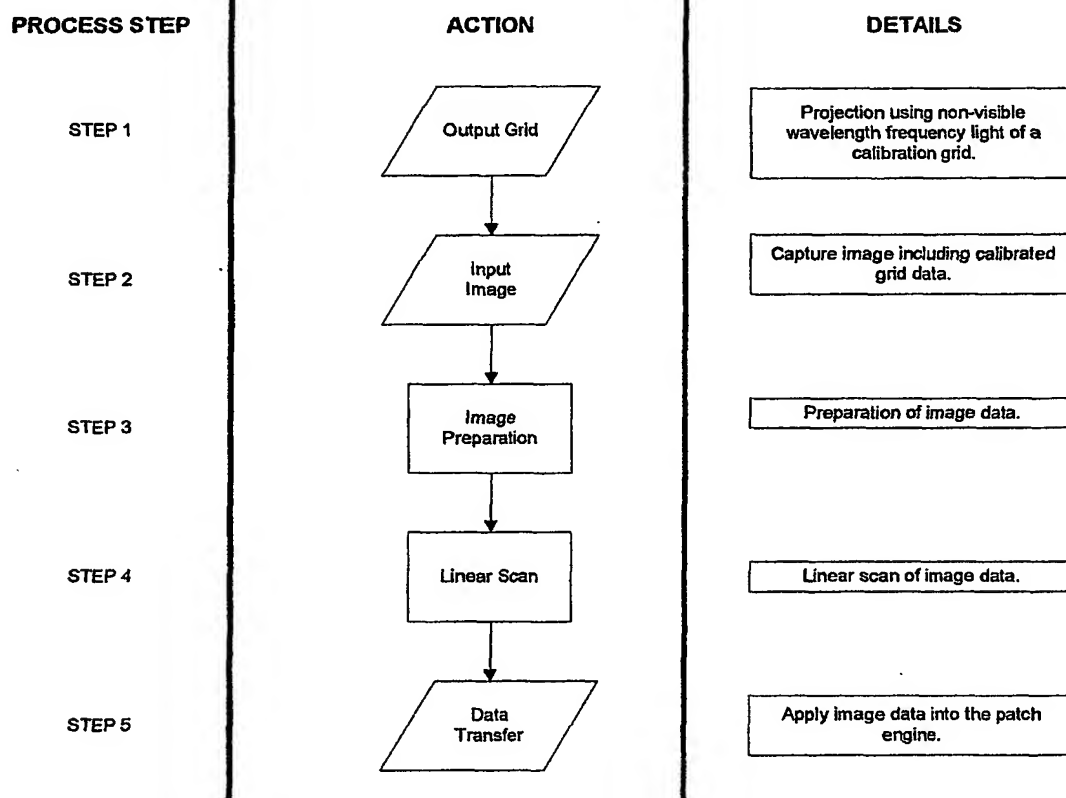 PROCESS STEP
ACTION
DETAILS
STEP 1
Output Grid
Projection using non-visible
wavelength frequency light of a
calibration grid.
STEP 2
Input
Image
Capture image including calibrated
grid data.
STEP 3
Image
Preparation
Preparation of image data.
STEP 4
Linear Scan
Linear scan of image data.
STEP 5
Data
Transfer
Apply image data into the patch
engine.